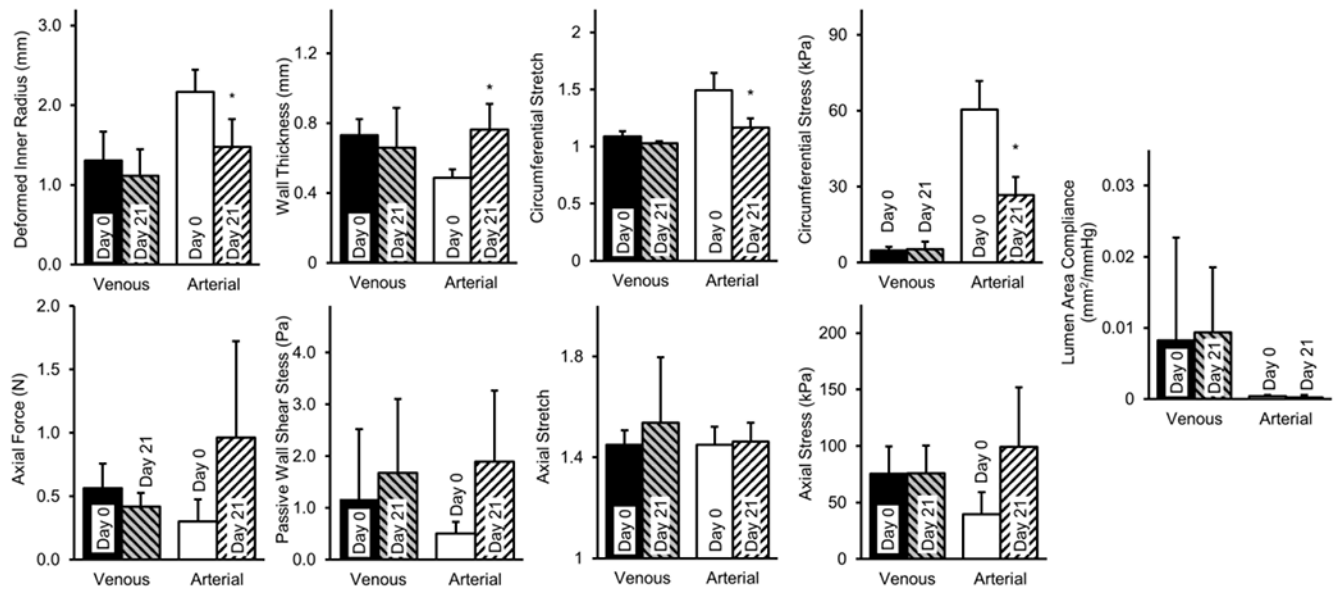 Deformed Inner Radius (mm)
3.0
2.0
1.0
0.0
Day 0
Day 21
Day 0
Day 21
*
Venous
Arterial
Wall Thickness (mm)
1.2
0.8
0.4
0
Day 0
Day 21
Day 0
Day 21
*
Venous
Arterial
Circumferential Stretch
2
1.5
1
0.5
0
Day 0
Day 21
Day 0
Day 21
*
Venous
Arterial
Circumferential Stress (kPa)
90
60
30
0
Day 0
Day 21
Day 0
Day 21
*
Venous
Arterial
Lumen Area Compliance
(mm²/mmHg)
0.03
0.02
0.01
0
Day 0
Day 21
Day 0
Day 21
Venous
Arterial
Axial Force (N)
2.0
1.5
1.0
0.5
0.0
Day 0
Day 21
Day 0
Day 21
Venous
Arterial
Passive Wall Shear Stess (Pa)
4.0
3.0
2.0
1.0
0.0
Day 0
Day 21
Day 0
Day 21
Venous
Arterial
Axial Stretch
1.8
1.4
1
Day 0
Day 21
Day 0
Day 21
Venous
Arterial
Axial Stress (kPa)
200
150
100
50
0
Day 0
Day 21
Day 0
Day 21
Venous
Arterial